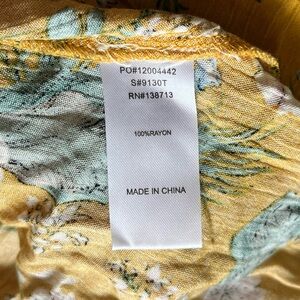 PO#12004442
S#9130T
RN#138713
100%RAYON
MADE IN CHINA